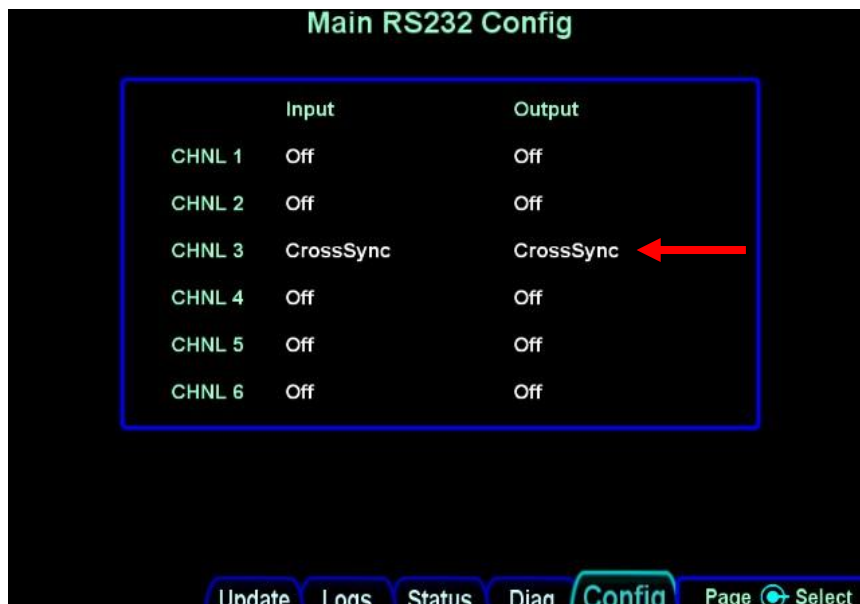 Main RS232 Config
Input Output
CHNL 1 Off Off
CHNL 2 Off Off
CHNL 3 CrossSync CrossSync
CHNL 4 Off Off
CHNL 5 Off Off
CHNL 6 Off Off
Update Logs Status Diag Config Page Select